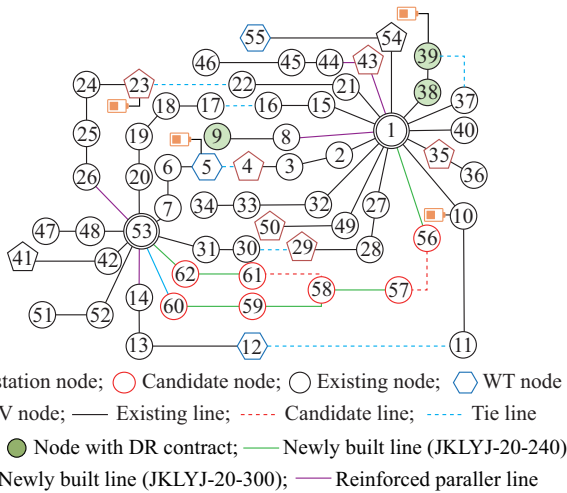 55 54
46 45 44 43 39
24 23 22 21 38 37
18 17 16 15
25 19 9 8 1 40
26 20 6 5 4 3 2 35 36
7 34 33 32 27 10
47 48 53 31 30 50 49 29 28 56
41 42 62 61 58 57
51 52 14 60 59
13 12 11
tation node; Candidate node; Existing node; WT node
V node; Existing line; Candidate line; Tie line
Node with DR contract; Newly built line (JKLYJ-20-240)
Newly built line (JKLYJ-20-300); Reinforced paraller line